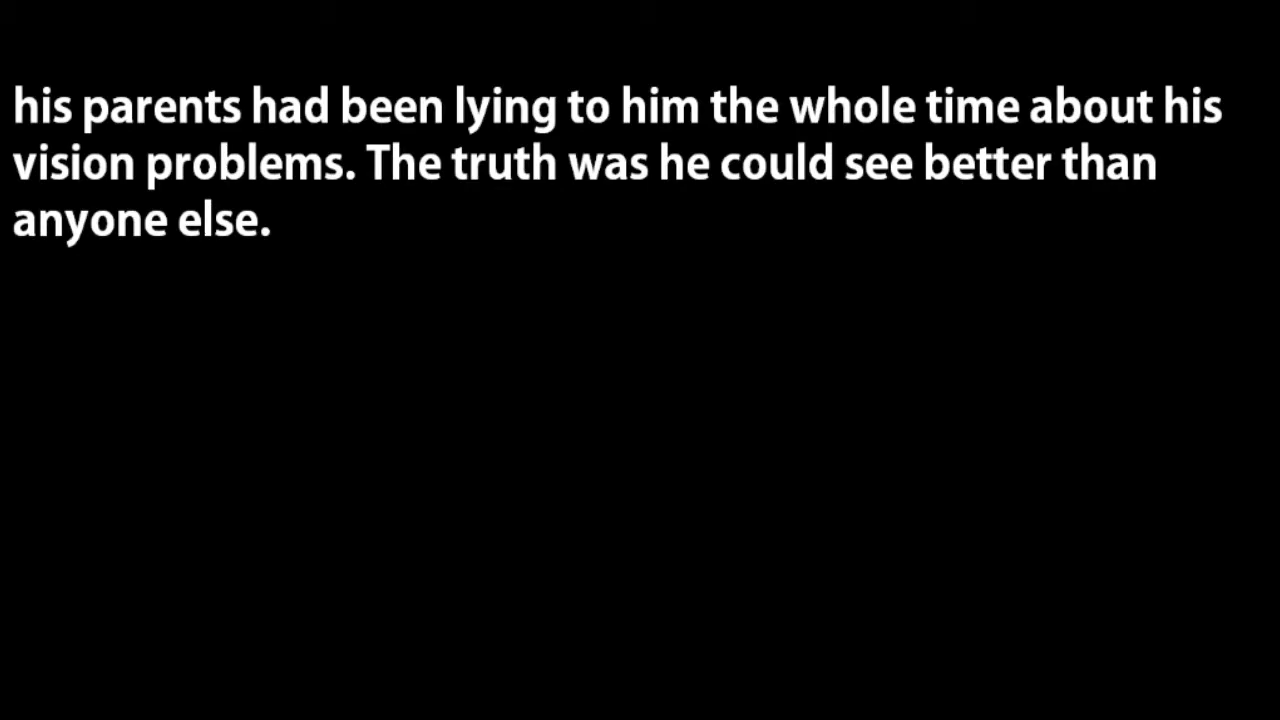 his parents had been lying to him the whole time about his
vision problems. The truth was he could see better than
anyone else.